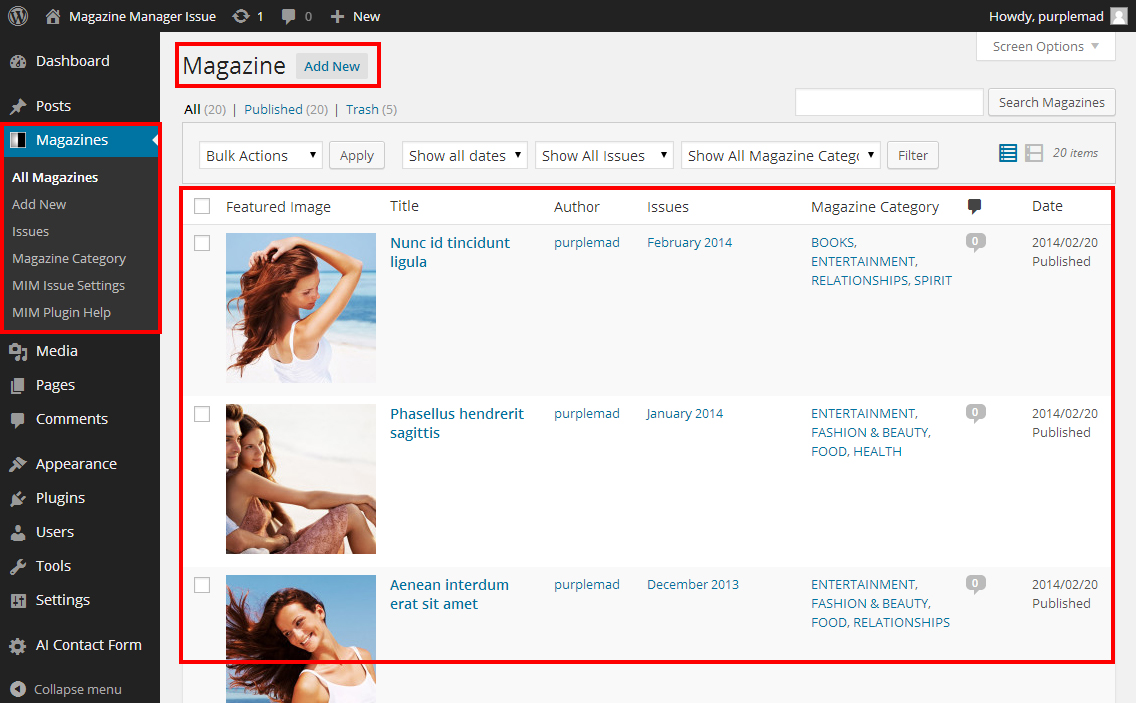 Magazine Manager Issue 1 0 New Howdy, purplemad
Dashboard
Posts
Magazines
All Magazines
Add New
Issues
Magazine Category
MIM Issue Settings
MIM Plugin Help
Media
Pages
Comments
Appearance
Plugins
Users
Tools
Settings
AI Contact Form
Collapse menu
Screen Options
Magazine Add New
All (20) | Published (20) | Trash (5)
Search Magazines
Bulk Actions Apply Show all dates Show All Issues Show All Magazine Categ Filter 20 items
Featured Image Title Author Issues Magazine Category Date
Nunc id tincidunt purplemad February 2014 BOOKS, 0 2014/02/20
ligula ENTERTAINMENT, Published
RELATIONSHIPS, SPIRIT
Phasellus hendrerit purplemad January 2014 ENTERTAINMENT, 0 2014/02/20
sagittis FASHION & BEAUTY, Published
FOOD, HEALTH
Aenean interdum purplemad December 2013 ENTERTAINMENT, 0 2014/02/20
erat sit amet FASHION & BEAUTY, Published
FOOD, RELATIONSHIPS